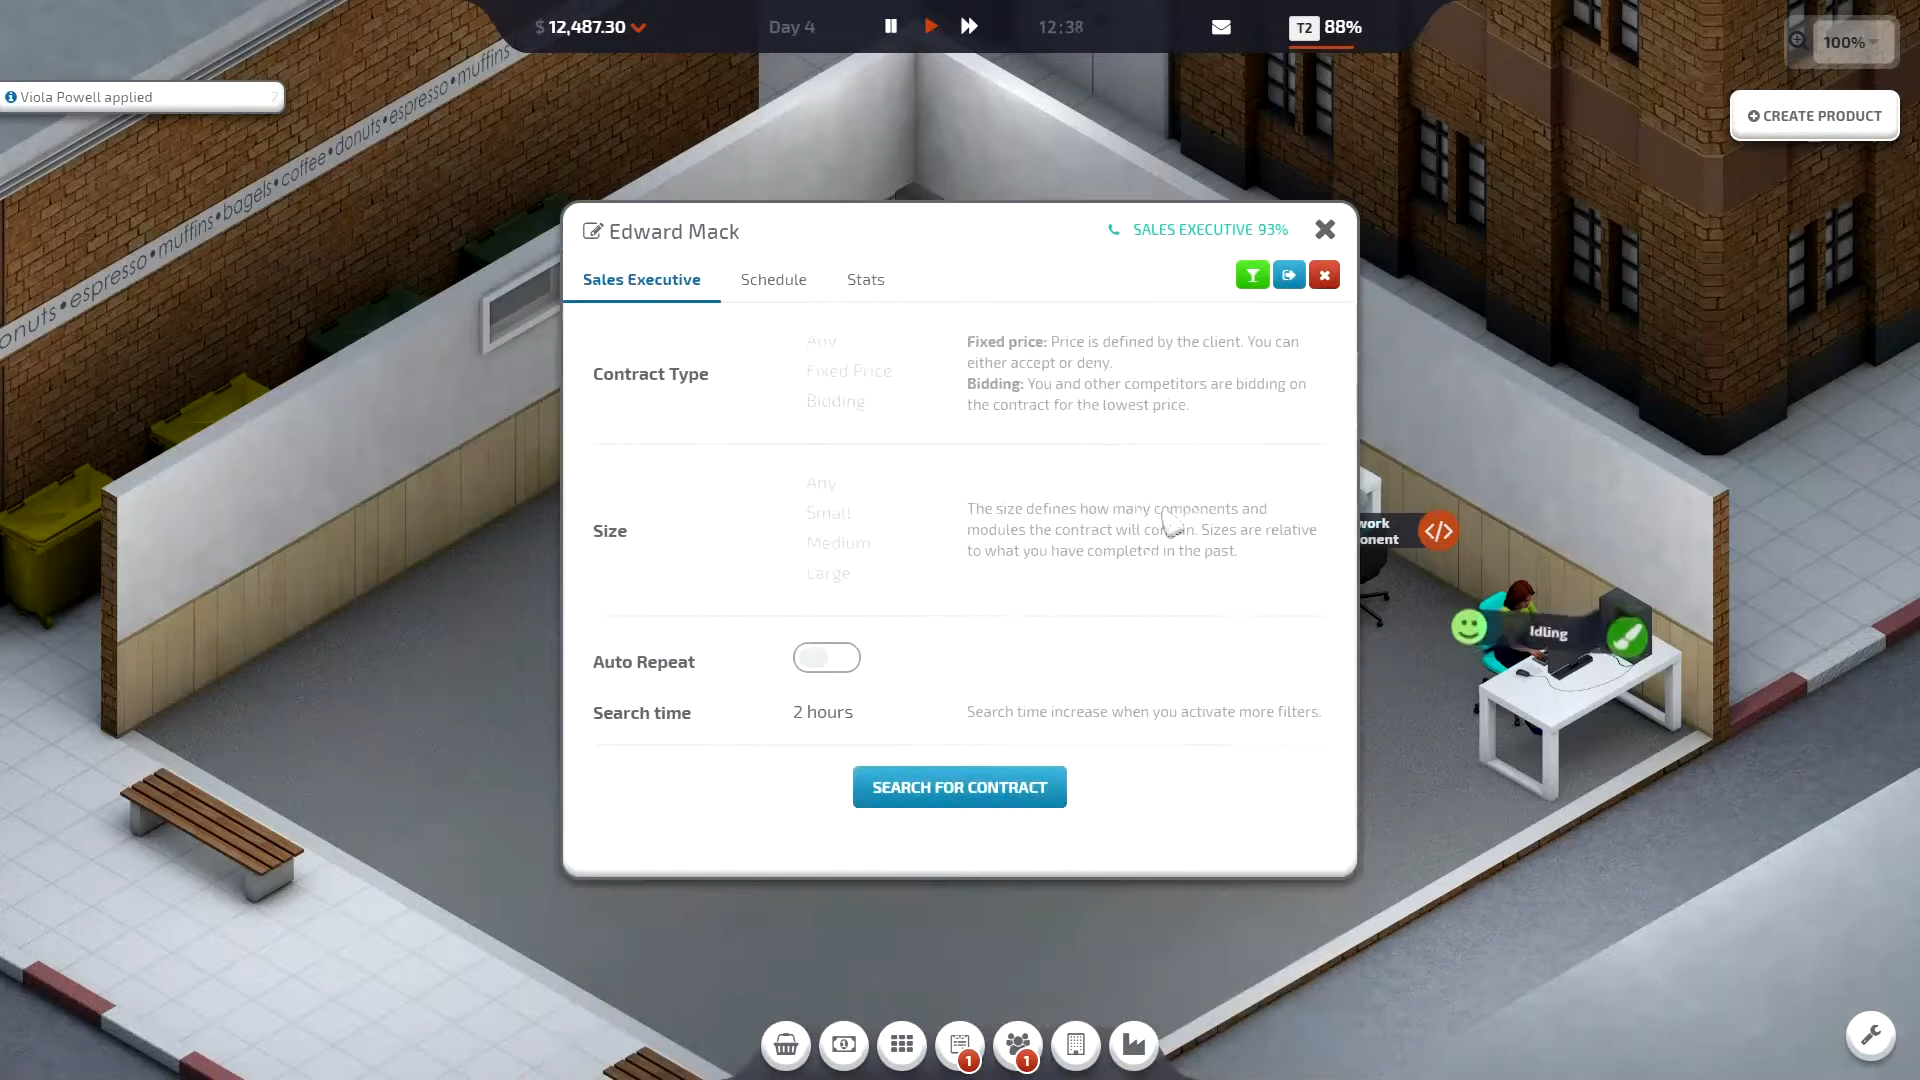 $ 12,487.30
Day 4
12:38
T2 88%
100%
Viola Powell applied 2
CREATE PRODUCT
donuts • espresso • muffins • bagels • coffee • donuts • espresso • muffins
Edward Mack
SALES EXECUTIVE 93%
Sales Executive
Schedule
Stats
Contract Type
Any
Fixed Price
Bidding
Fixed price: Price is defined by the client. You can
either accept or deny.
Bidding: You and other competitors are bidding on
the contract for the lowest price.
Size
Any
Small
Medium
Large
The size defines how many components and
modules the contract will contain. Sizes are relative
to what you have completed in the past.
work
onent
</>
Idling
Auto Repeat
Search time
2 hours
Search time increase when you activate more filters.
SEARCH FOR CONTRACT
1
1